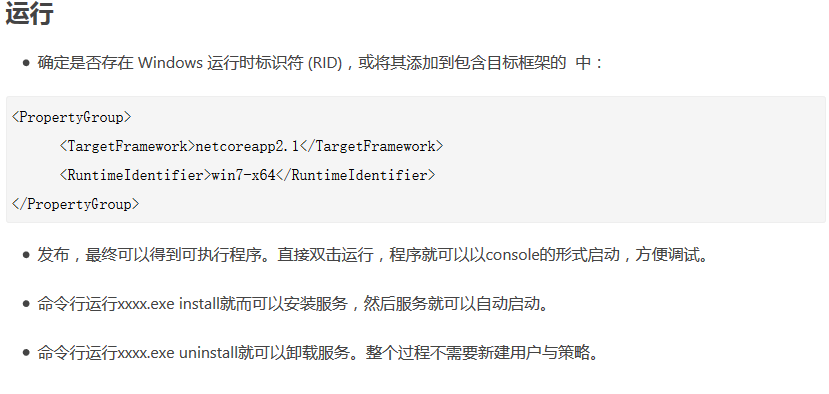 运行
确定是否存在 Windows 运行时标识符 (RID)，或将其添加到包含目标框架的 中：
<PropertyGroup>
<TargetFramework>netcoreapp2.1</TargetFramework>
<RuntimeIdentifier>win7-x64</RuntimeIdentifier>
</PropertyGroup>
发布，最终可以得到可执行程序。直接双击运行，程序就可以以console的形式启动，方便调试。
命令行运行xxxx.exe install就而可以安装服务，然后服务就可以自动启动。
命令行运行xxxx.exe uninstall就可以卸载服务。整个过程不需要新建用户与策略。